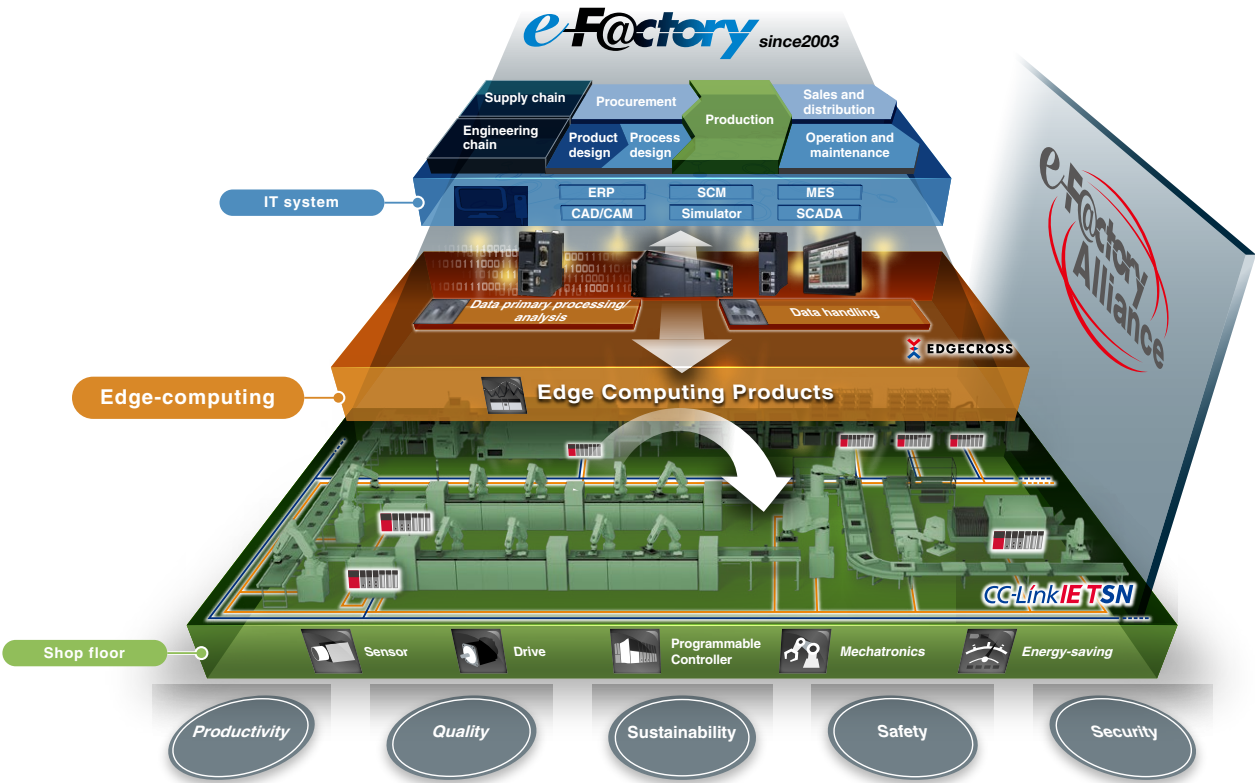 e-F@ctory since2003
Supply chain
Procurement
Production
Sales and
distribution
Engineering
chain
Product
design
Process
design
Operation and
maintenance
IT system
ERP
SCM
MES
CAD/CAM
Simulator
SCADA
Data primary processing/
analysis
Data handling
EDGECROSS
Edge-computing
Edge Computing Products
e-F@ctory
Alliance
CC-Link IE TSN
Shop floor
Sensor
Drive
Programmable
Controller
Mechatronics
Energy-saving
Productivity
Quality
Sustainability
Safety
Security